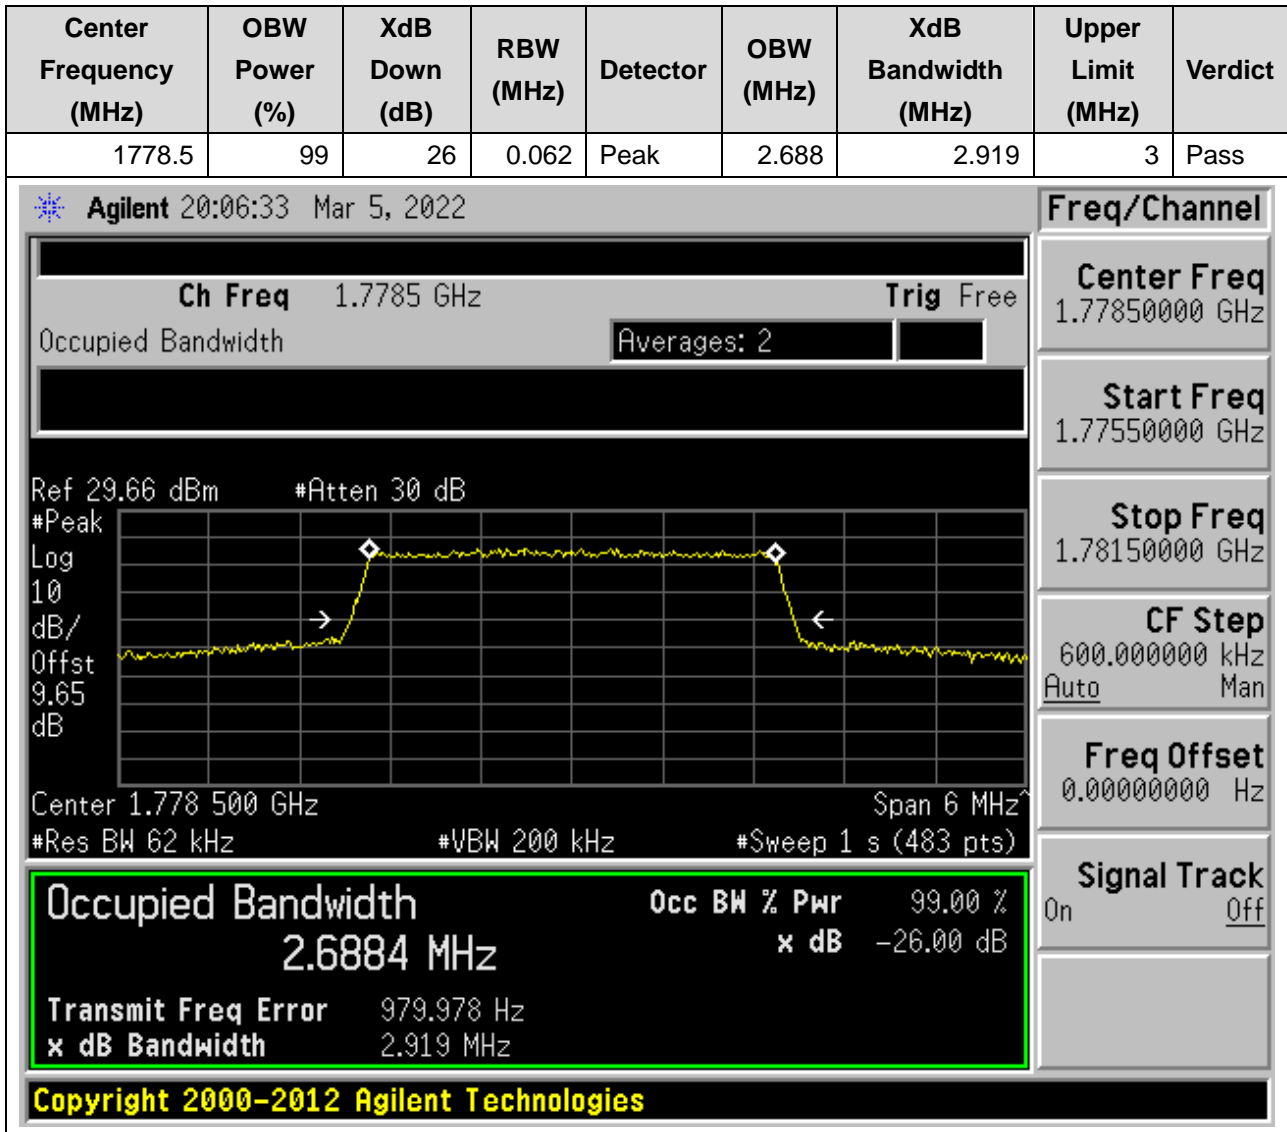 Center Frequency (MHz) OBW Power (%) XdB Down (dB) RBW (MHz) Detector OBW (MHz) XdB Bandwidth (MHz) Upper Limit (MHz) Verdict
1778.5 99 26 0.062 Peak 2.688 2.919 3 Pass
Agilent 20:06:33 Mar 5, 2022
Freq/Channel
Ch Freq 1.7785 GHz Trig Free
Occupied Bandwidth Averages: 2
Center Freq
1.77850000 GHz
Start Freq
1.77550000 GHz
Stop Freq
1.78150000 GHz
CF Step
600.000000 kHz
Auto Man
Freq Offset
0.00000000 Hz
Signal Track
On Off
Ref 29.66 dBm #Atten 30 dB
#Peak
Log
10
dB/
Offst
9.65
dB
Center 1.778 500 GHz Span 6 MHz^
#Res BW 62 kHz #VBW 200 kHz #Sweep 1 s (483 pts)
Occupied Bandwidth Occ BW % Pwr 99.00 %
2.6884 MHz x dB -26.00 dB
Transmit Freq Error 979.978 Hz
x dB Bandwidth 2.919 MHz
Copyright 2000-2012 Agilent Technologies